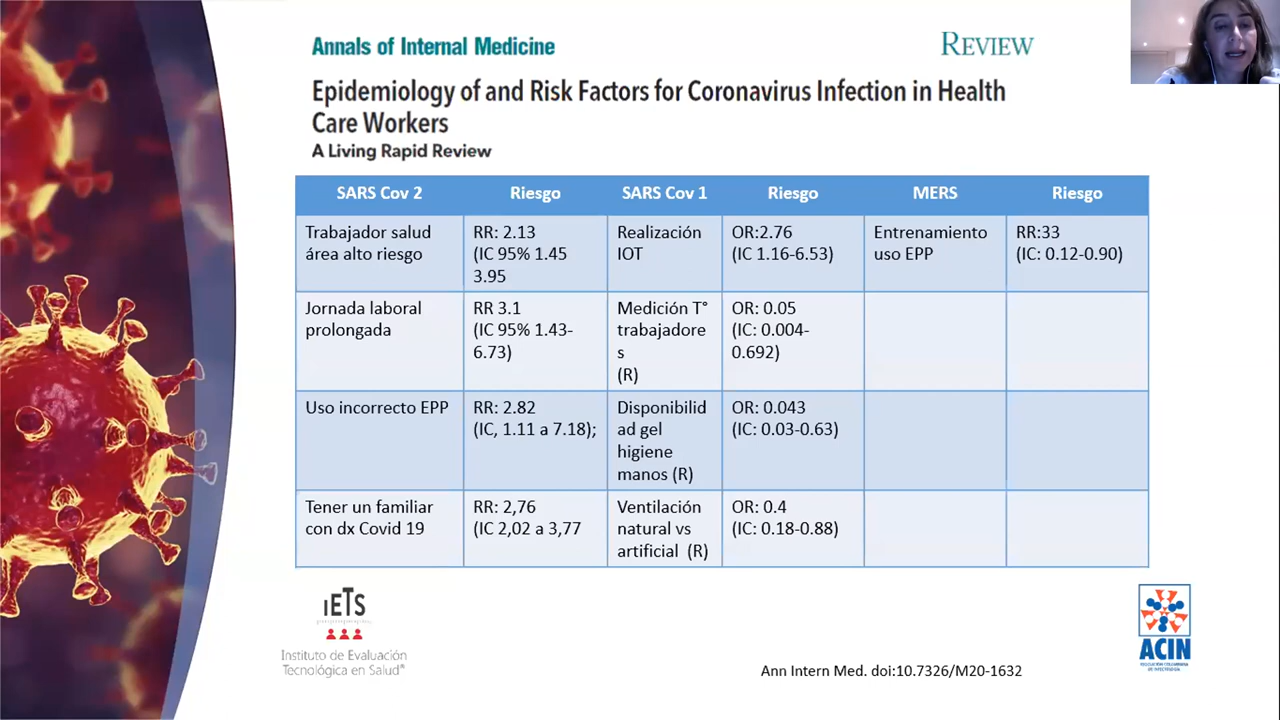 Annals of Internal Medicine
REVIEW
Epidemiology of and Risk Factors for Coronavirus Infection in Health
Care Workers
A Living Rapid Review
SARS Cov 2
Riesgo
SARS Cov 1
Riesgo
MERS
Riesgo
Trabajador salud
área alto riesgo
RR: 2.13
(IC 95% 1.45
3.95
Realización
IOT
OR:2.76
(IC 1.16-6.53)
Entrenamiento
uso EPP
RR:33
(IC: 0.12-0.90)
Jornada laboral
prolongada
RR 3.1
(IC 95% 1.43-
6.73)
Medición T°
trabajadore
s
(R)
OR: 0.05
(IC: 0.004-
0.692)
Uso incorrecto EPP
RR: 2.82
(IC, 1.11 a 7.18);
Disponibilid
ad gel
higiene
manos (R)
OR: 0.043
(IC: 0.03-0.63)
Tener un familiar
con dx Covid 19
RR: 2,76
(IC 2,02 a 3,77
Ventilación
natural vs
artificial (R)
OR: 0.4
(IC: 0.18-0.88)
iETS
Instituto de Evaluación
Tecnológica en Salud®
ACIN
Ann Intern Med. doi:10.7326/M20-1632